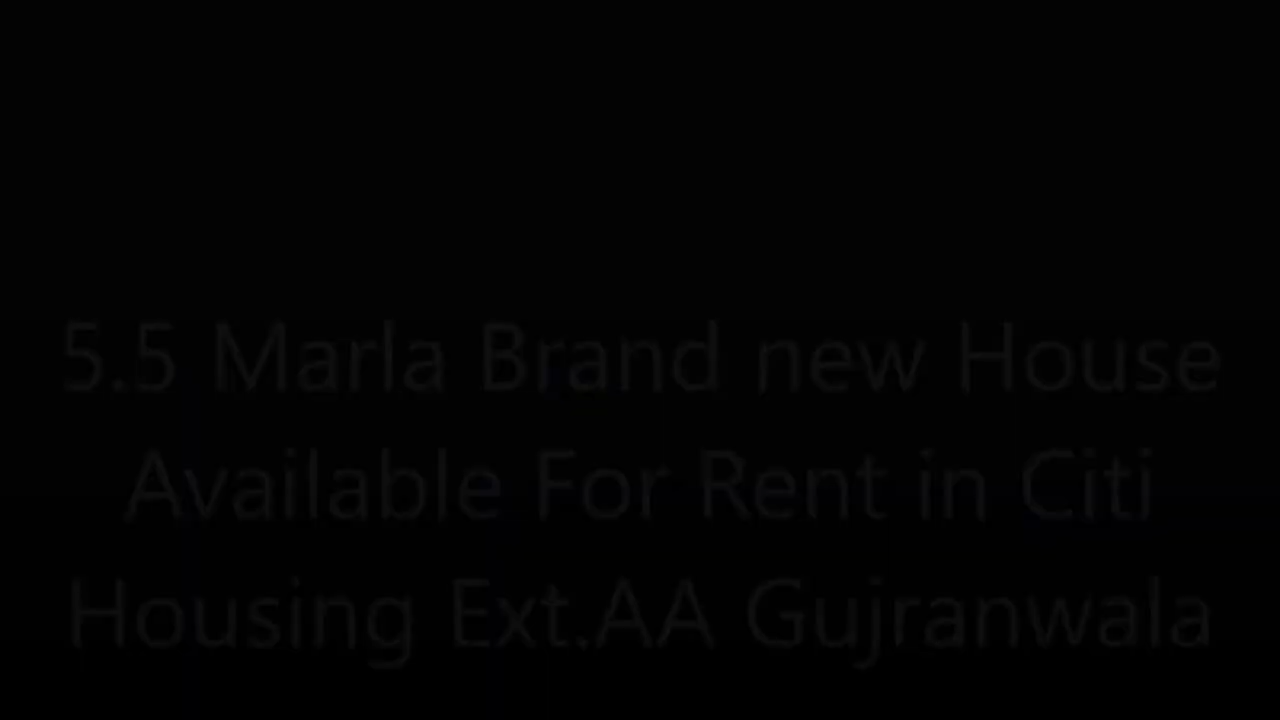 5.5 Marla Brand new House
Available For Rent in Citi
Housing Ext.AA Gujranwala